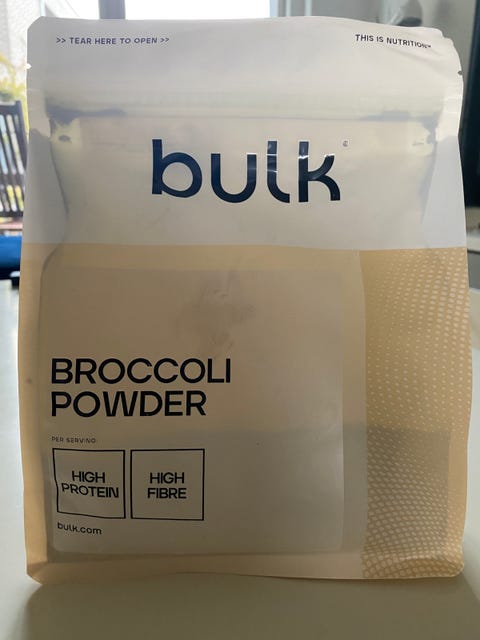 >> TEAR HERE TO OPEN >>
THIS IS NUTRITION™
bulk®
BROCCOLI
POWDER
PER SERVING
HIGH
PROTEIN
HIGH
FIBRE
bulk.com